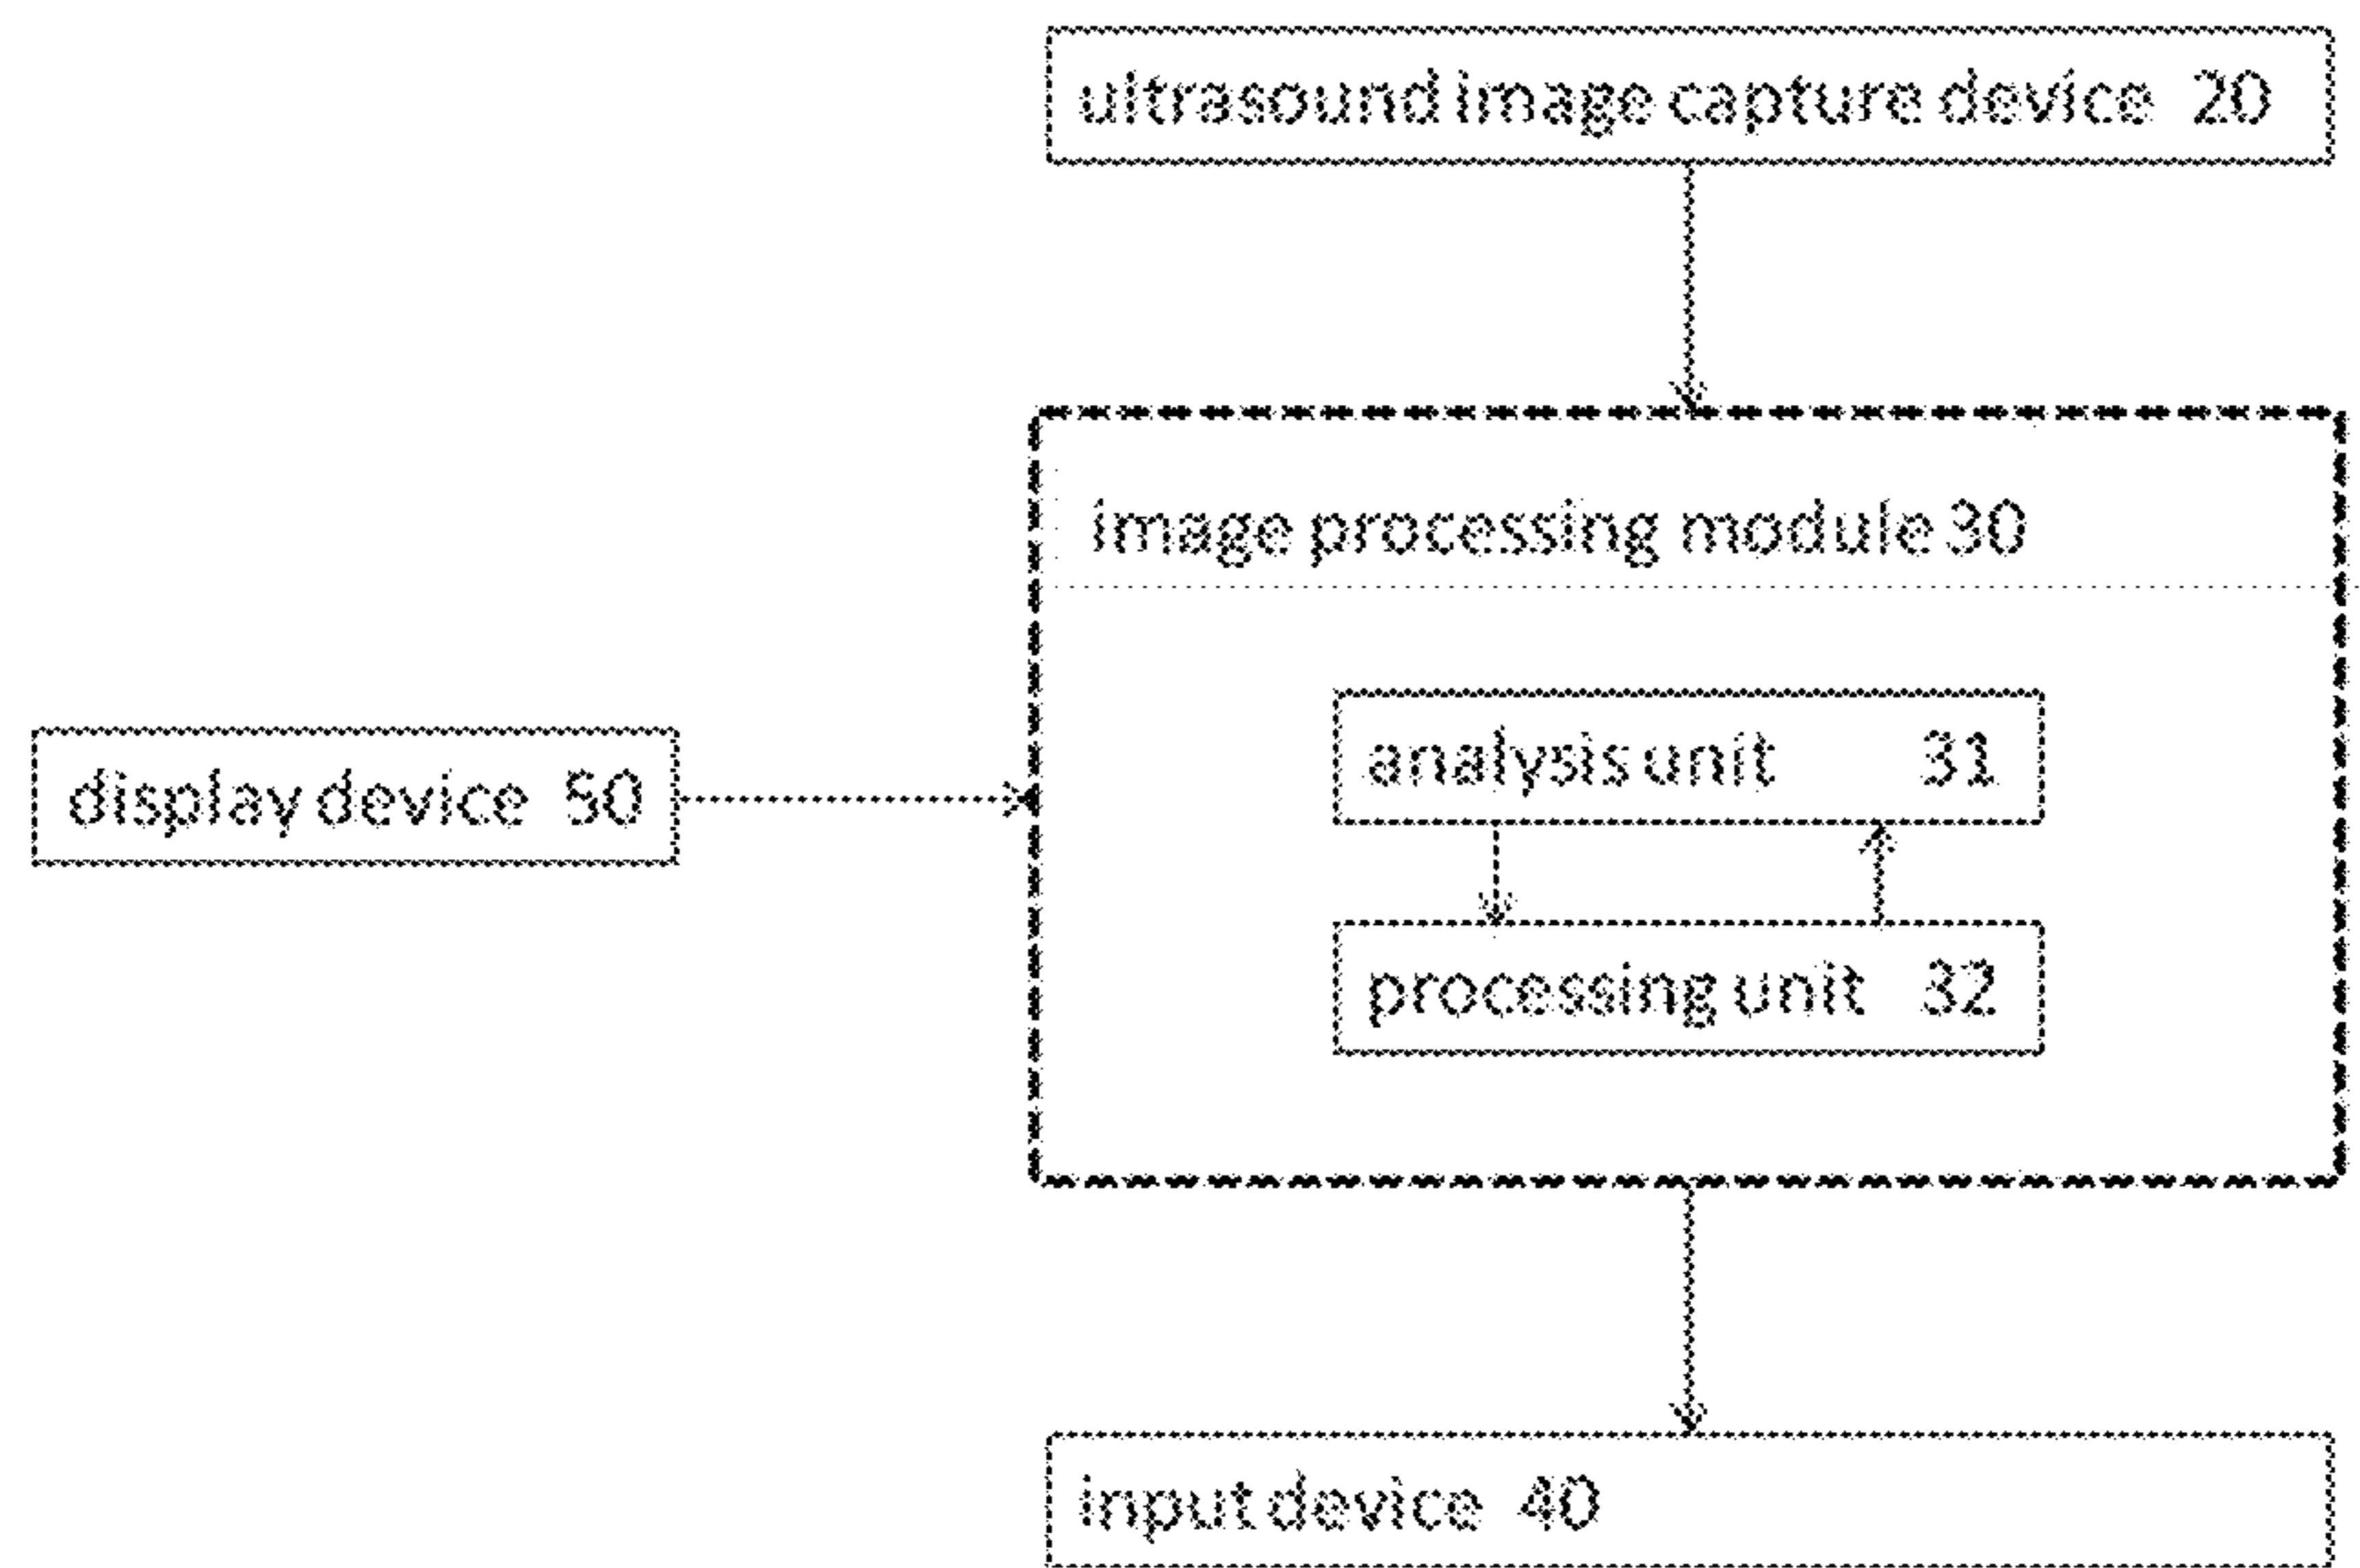 ultrasound image capture device 20
image processing module 30
analysis unit 31
display device 50
processing unit 32
input device 40